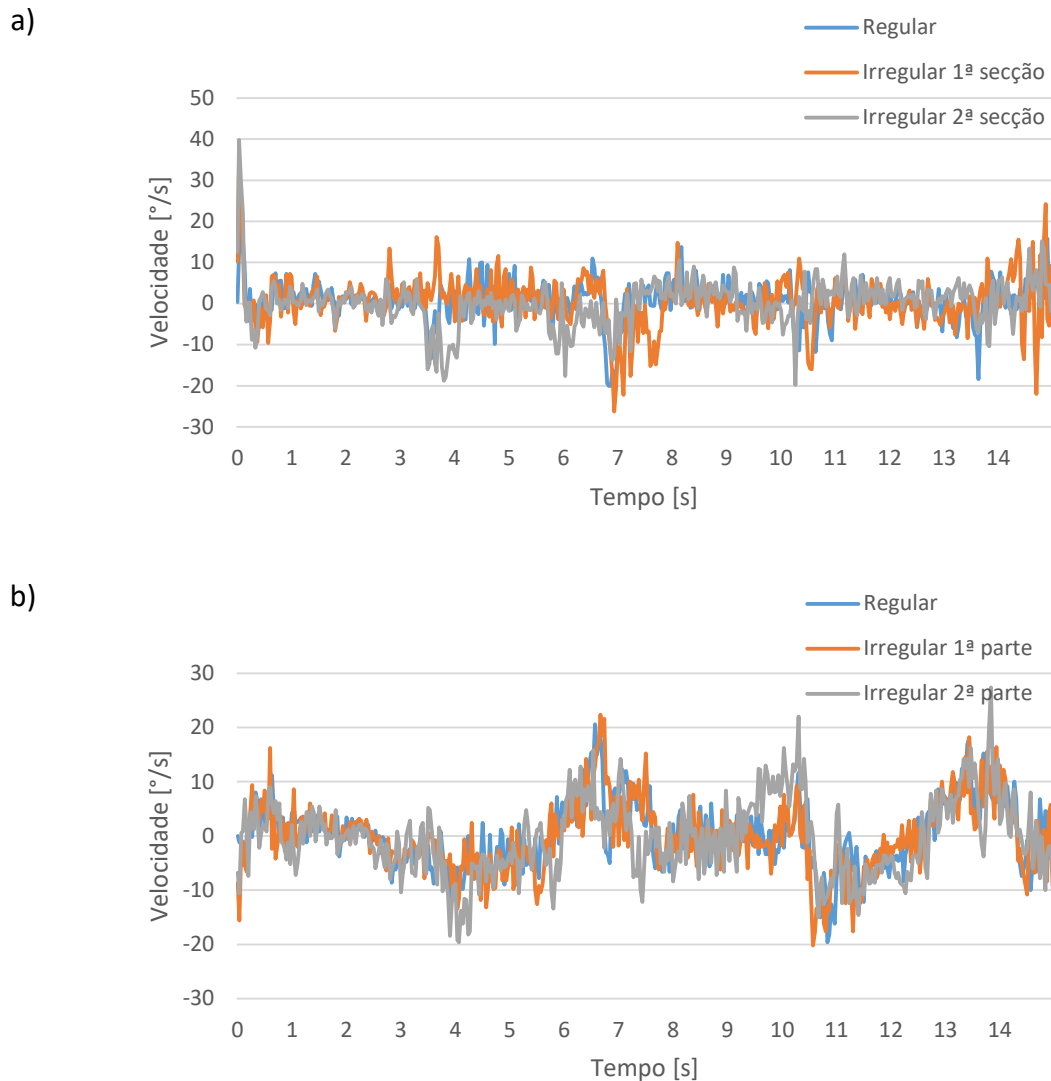 a)
Regular
Irregular 1ª secção
Irregular 2ª secção
Velocidade [°/s]
50
40
30
20
10
0
-10
-20
-30
0 1 2 3 4 5 6 7 8 9 10 11 12 13 14
Tempo [s]
b)
Regular
Irregular 1ª parte
Irregular 2ª parte
Velocidade [°/s]
30
20
10
0
-10
-20
-30
0 1 2 3 4 5 6 7 8 9 10 11 12 13 14
Tempo [s]